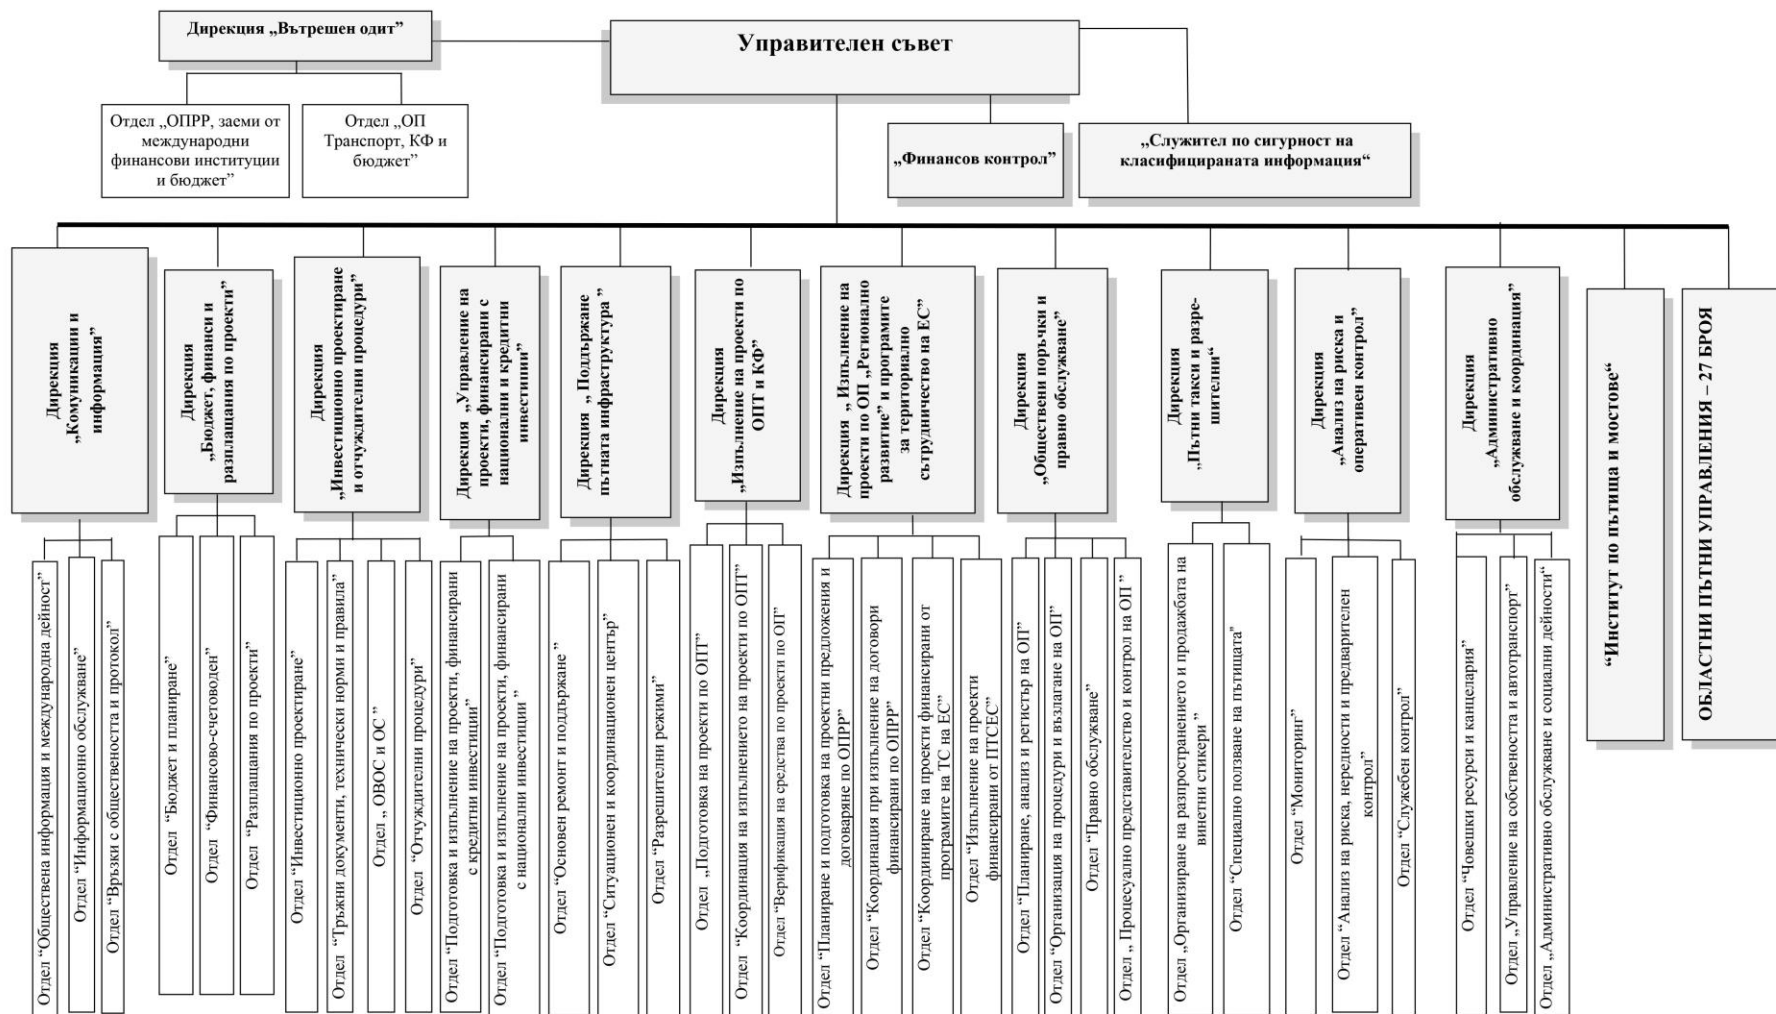 Дирекция „Вътрешен одит”
Управителен съвет
Отдел „ОПРР, заеми от
международни
финансови институции
и бюджет”
Отдел „ОП
Транспорт, КФ и
бюджет”
„Финансов контрол”
„Служител по сигурност на
класифицираната информация“
Дирекция
„Комуникации и
информация”
Дирекция
„Бюджет, финанси и
разплащания по проекти”
Дирекция
„Инвестиционно проектиране
и отчуждителни процедури”
Дирекция „Управление на
проекти, финансирани с
национални и кредитни
инвестиции”
Дирекция „ Поддържане
пътната инфраструктура ”
Дирекция
„Изпълнение на проекти по
ОПТ и КФ”
Дирекция „ Изпълнение на
проекти по ОП „Регионално
развитие” и програмите
за териториално
сътрудничество на ЕС”
Дирекция
„Обществени поръчки и
правно обслужване”
Дирекция
„Пътни такси и разре-
шителни“
Дирекция
„Анализ на риска и
оперативен контрол”
Дирекция
„Административно
обслужване и координация”
“Институт по пътища и мостове“
ОБЛАСТНИ ПЪТНИ УПРАВЛЕНИЯ – 27 БРОЯ
Отдел “Обществена информация и международна дейност”
Отдел “Информационно обслужване”
Отдел “Връзки с обществеността и протокол”
Отдел “Бюджет и планиране”
Отдел “Финансово-счетоводен”
Отдел “Разплащания по проекти”
Отдел “Инвестиционно проектиране”
Отдел “Тръжни документи, технически норми и правила”
Отдел „ ОВОС и ОС ”
Отдел “Отчуждителни процедури”
Отдел “Подготовка и изпълнение на проекти, финансирани
с кредитни инвестиции”
Отдел “Подготовка и изпълнение на проекти, финансирани
с национални инвестиции”
Отдел “Основен ремонт и поддържане ”
Отдел “Ситуационен и координационен център”
Отдел “Разрешителни режими”
Отдел „Подготовка на проекти по ОПТ”
Отдел “Координация на изпълнението на проекти по ОПТ”
Отдел “Верификация на средства по проекти по ОП”
Отдел “Планиране и подготовка на проектни предложения и
договаряне по ОПРР”
Отдел “Координация при изпълнение на договори
финансирани по ОПРР”
Отдел “Координиране на проекти финансирани от
програмите на ТС на ЕС”
Отдел “Изпълнение на проекти
финансирани от ПТСЕС”
Отдел “Планиране, анализ и регистър на ОП”
Отдел “Организация на процедури и възлагане на ОП”
Отдел “Правно обслужване”
Отдел „ Процесуално представителство и контрол на ОП ”
Отдел „Организиране на разпространението и продажбата на
винетни стикери ”
Отдел “Специално ползване на пътищата”
Отдел “Мониторинг”
Отдел “Анализ на риска, нередности и предварителен
контрол”
Отдел “Служебен контрол”
Отдел “Човешки ресурси и канцелария”
Отдел „Управление на собствеността и автотранспорт”
Отдел „Административно обслужване и социални дейности“